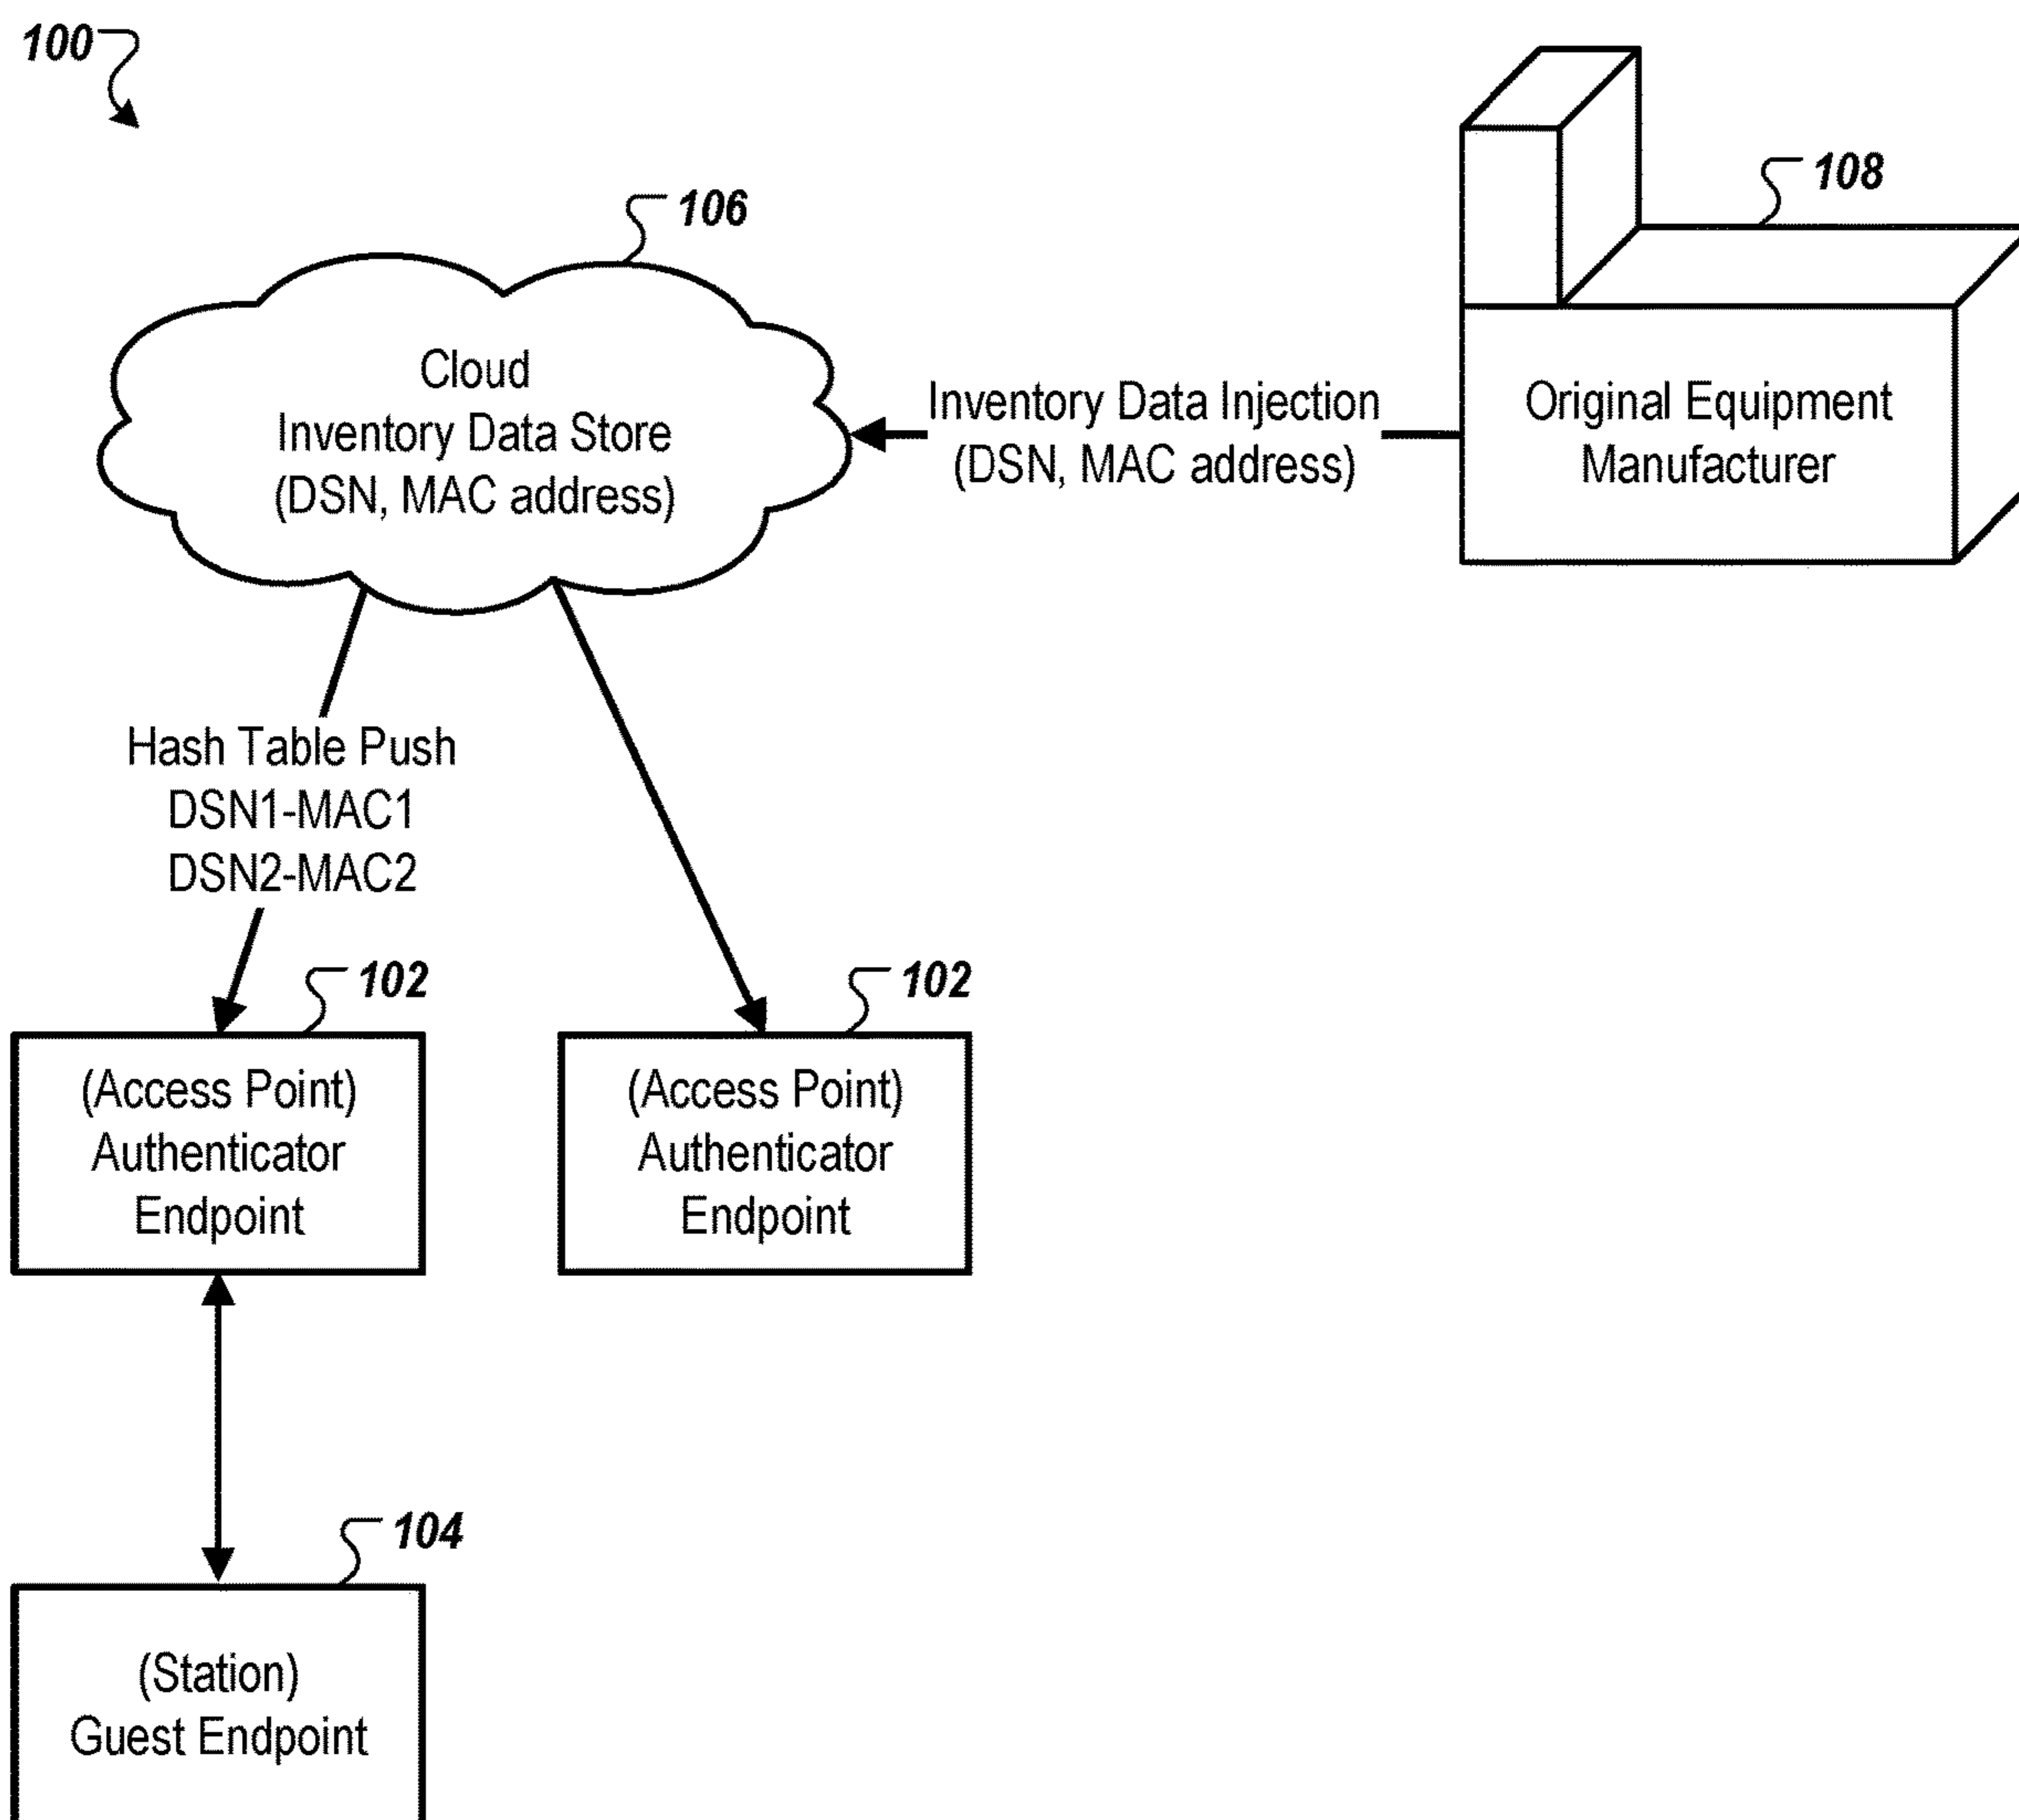 100
108
106
Cloud
Inventory Data Store
(DSN, MAC address)
Inventory Data Injection
(DSN, MAC address)
Original Equipment
Manufacturer
Hash Table Push
DSN1-MAC1
DSN2-MAC2
102
102
(Access Point)
Authenticator
Endpoint
(Access Point)
Authenticator
Endpoint
104
(Station)
Guest Endpoint